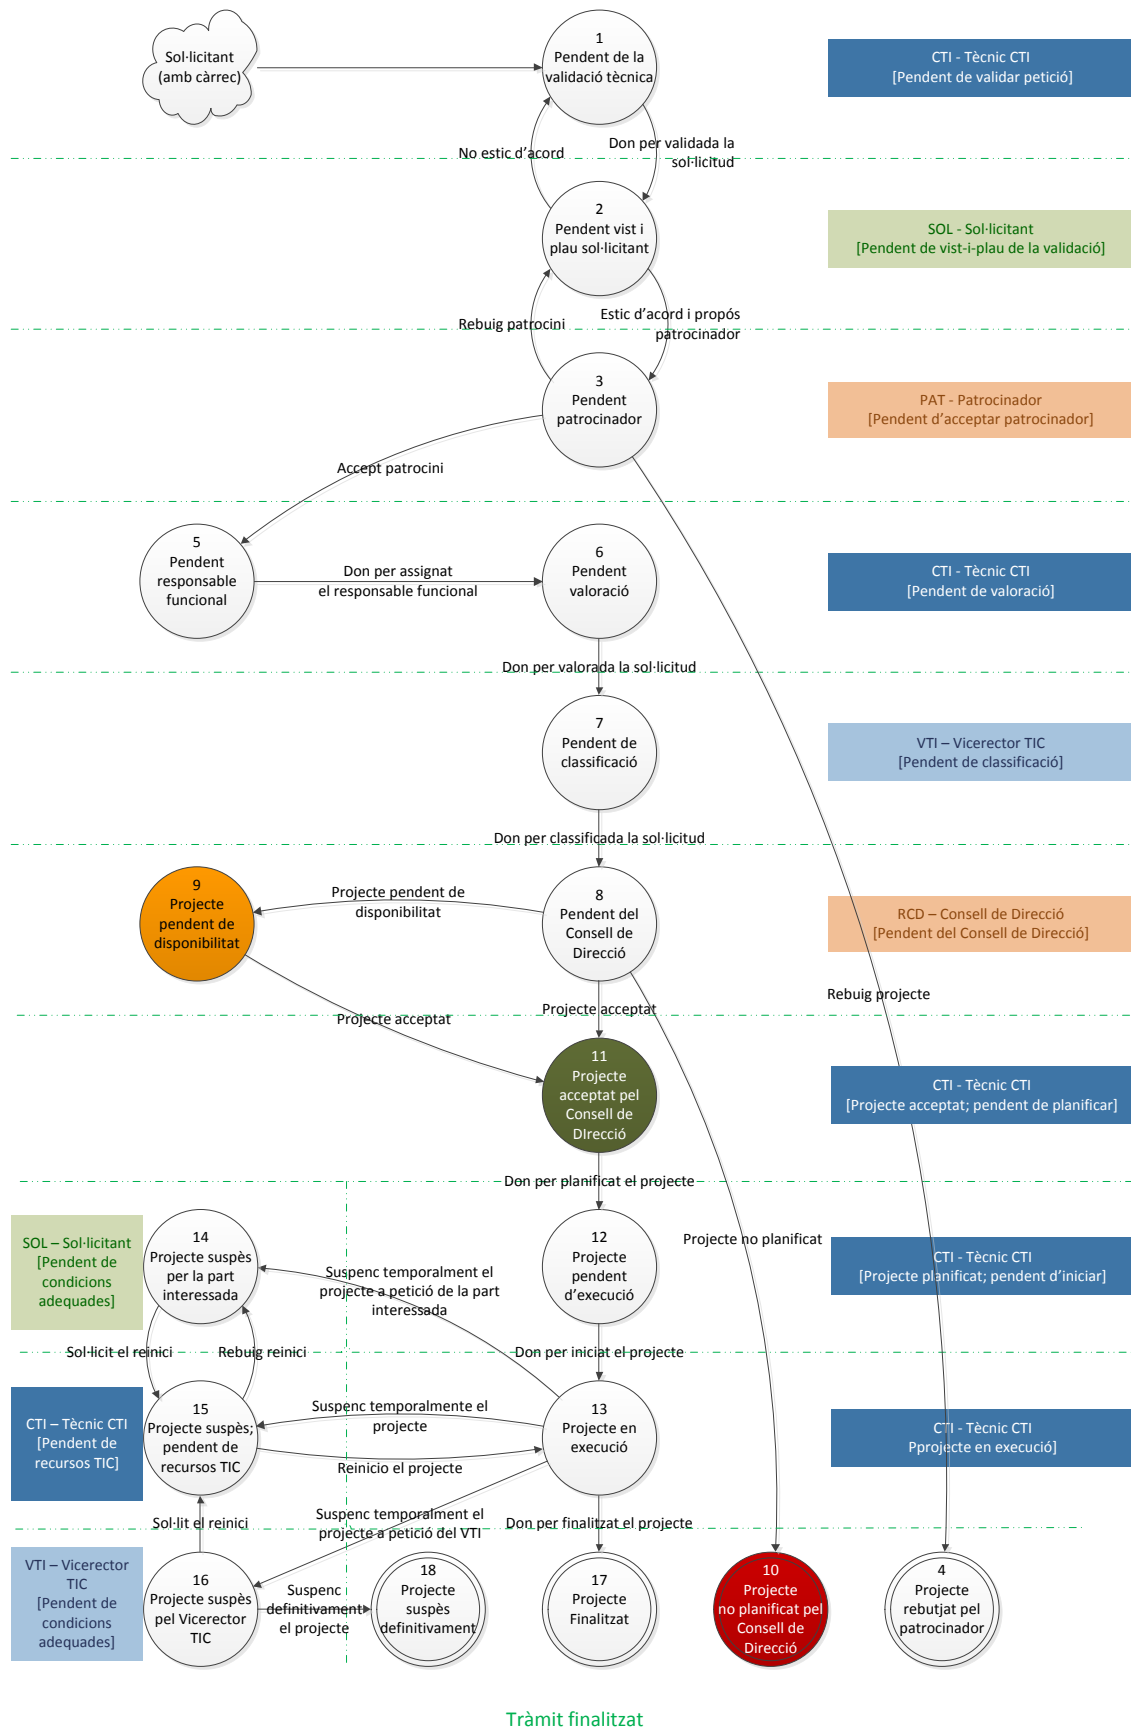 Sol·licitant
(amb càrrec)
1
Pendent de la
validació tècnica
CTI - Tècnic CTI
[Pendent de validar petició]
No estic d'acord
Don per validada la
sol·licitud
2
Pendent vist i
plau sol·licitant
SOL - Sol·licitant
[Pendent de vist-i-plau de la validació]
Rebuig patrocini
Estic d'acord i propós
patrocinador
3
Pendent
patrocinador
PAT - Patrocinador
[Pendent d'acceptar patrocinador]
Accept patrocini
5
Pendent
responsable
funcional
Don per assignat
el responsable funcional
6
Pendent
valoració
CTI - Tècnic CTI
[Pendent de valoració]
Don per valorada la sol·licitud
7
Pendent de
classificació
VTI – Vicerector TIC
[Pendent de classificació]
Don per classificada la sol·licitud
9
Projecte
pendent de
disponibilitat
Projecte pendent de
disponibilitat
8
Pendent del
Consell de
Direcció
RCD – Consell de Direcció
[Pendent del Consell de Direcció]
Rebuig projecte
Projecte acceptat
Projecte acceptat
11
Projecte
acceptat pel
Consell de
DIrecció
CTI - Tècnic CTI
[Projecte acceptat; pendent de planificar]
Don per planificat el projecte
SOL – Sol·licitant
[Pendent de
condicions
adequades]
14
Projecte suspès
per la part
interessada
Suspenc temporalment el
projecte a petició de la part
interessada
12
Projecte
pendent
d'execució
Projecte no planificat
CTI - Tècnic CTI
[Projecte planificat; pendent d'iniciar]
Sol·licit el reinici
Rebuig reinici
Don per iniciat el projecte
CTI – Tècnic CTI
[Pendent de
recursos TIC]
15
Projecte suspès;
pendent de
recursos TIC
Suspenc temporalmente el
projecte
Reinicio el projecte
13
Projecte en
execució
CTI - Tècnic CTI
Pprojecte en execució]
Sol·lit el reinici
Suspenc temporalment el
projecte a petició del VTI
Don per finalitzat el projecte
VTI – Vicerector
TIC
[Pendent de
condicions
adequades]
16
Projecte suspès
pel Vicerector
TIC
Suspenc
definitivament
el projecte
18
Projecte
suspès
definitivament
17
Projecte
Finalitzat
10
Projecte
no planificat pel
Consell de
Direcció
4
Projecte
rebutjat pel
patrocinador
Tràmit finalitzat